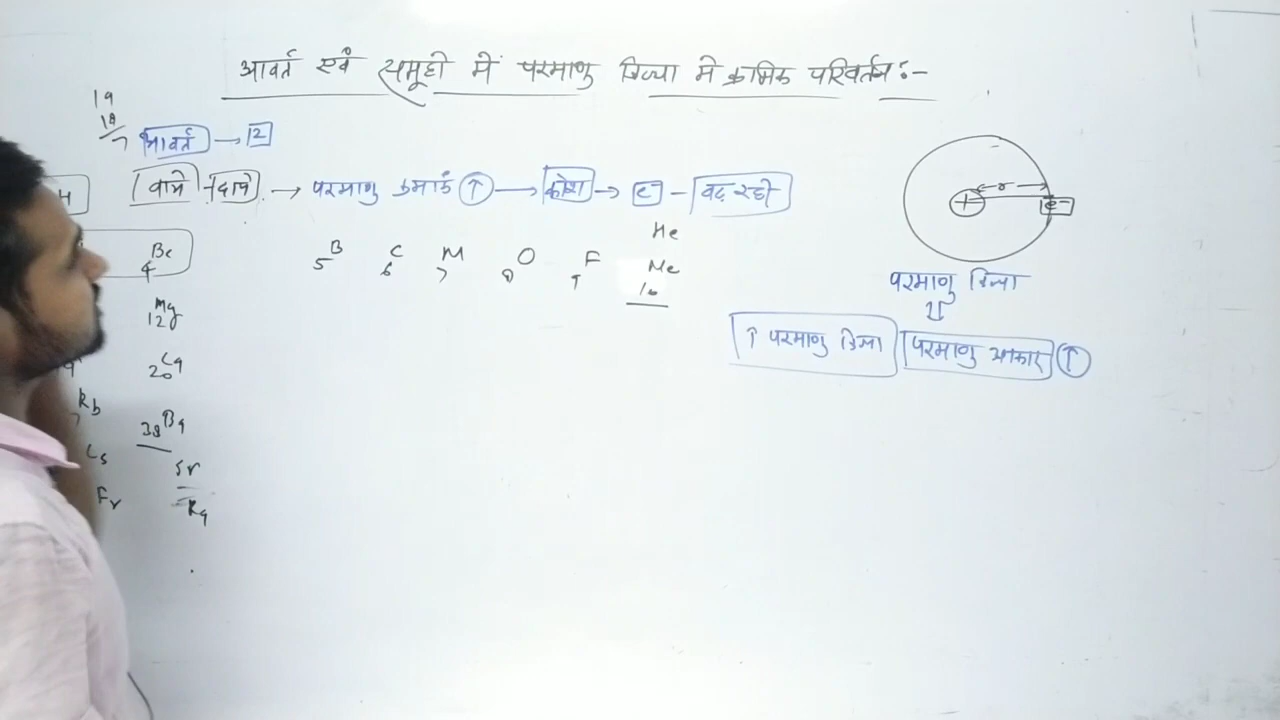 आवर्त एवं समूहो में परमाणु त्रिज्या मे क्रमिक परिवर्तन :-
19
18
आवर्त → 2
वामे - दाये → परमाणु क्रमांक ↑ → कोश → e⁻ - बढ़ रही
H
+ r e⁻
He
Be
4
B C N O F Ne
5 6 7 8 9 10
परमाणु त्रिज्या
⇓
↑ परमाणु त्रिज्या परमाणु आकार ↑
Mg
12
Ca
20
Rb
38 Ba
Cs
Sr
Fr
Ra